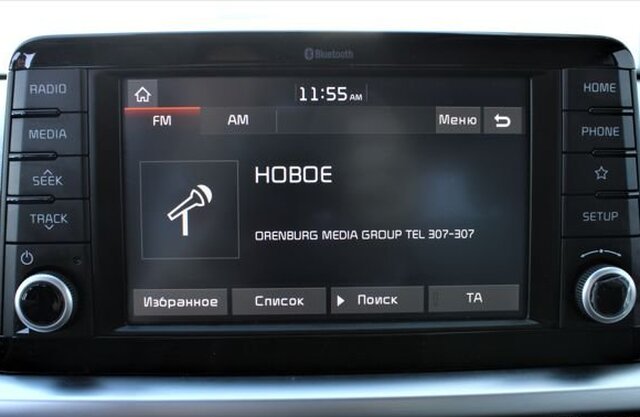 Bluetooth
RADIO
MEDIA
SEEK
TRACK
11:55 AM
FM
AM
Меню
НОВОЕ
ORENBURG MEDIA GROUP TEL 307-307
Избранное
Список
Поиск
TA
HOME
PHONE
SETUP